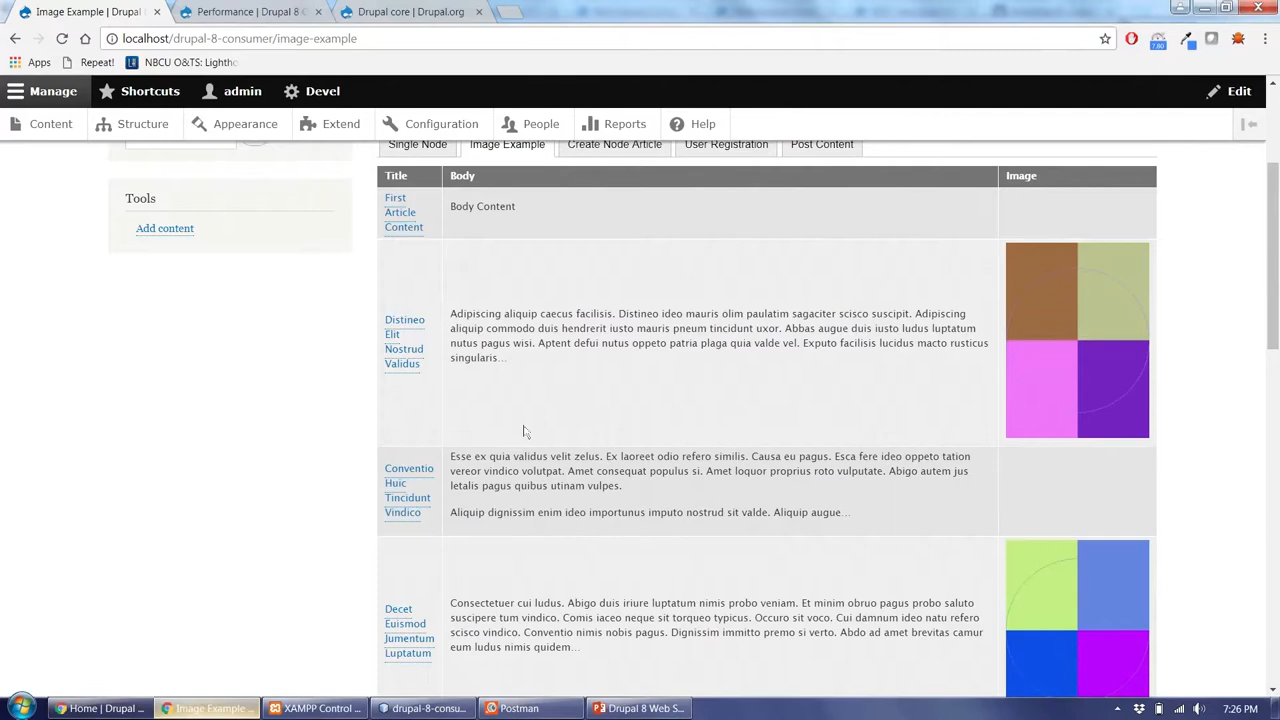 Image Example | Drupal
Performance | Drupal 8
Drupal core | Drupal.org
localhost/drupal-8-consumer/image-example
7.80
Apps
Repeat!
NBCU O&TS: Lightho
Manage
Shortcuts
admin
Devel
Edit
Content
Structure
Appearance
Extend
Configuration
People
Reports
Help
Single Node
Image Example
Create Node Article
User Registration
Post Content
Tools
Add content
Title
Body
Image
First
Article
Content
Body Content
Distineo
Elit
Nostrud
Validus
Adipiscing aliquip caecus facilisis. Distineo ideo mauris olim paulatim sagaciter scisco suscipit. Adipiscing
aliquip commodo duis hendrerit iusto mauris pneum tincidunt uxor. Abbas augue duis iusto ludus luptatum
nutus pagus wisi. Aptent defui nutus oppeto patria plaga quia valde vel. Exputo facilisis lucidus macto rusticus
singularis...
Conventio
Huic
Tincidunt
Vindico
Esse ex quia validus velit zelus. Ex laoreet odio refero similis. Causa eu pagus. Esca fere ideo oppeto tation
vereor vindico volutpat. Amet consequat populus si. Amet loquor proprius roto vulputate. Abigo autem jus
letalis pagus quibus utinam vulpes.
Aliquip dignissim enim ideo importunus imputo nostrud sit valde. Aliquip augue...
Decet
Euismod
Jumentum
Luptatum
Consectetuer cui ludus. Abigo duis iriure luptatum nimis probo veniam. Et minim obruo pagus probo saluto
suscipere tum vindico. Comis iaceo neque sit torqueo typicus. Occuro sit voco. Cui damnum ideo natu refero
scisco vindico. Conventio nimis nobis pagus. Dignissim immitto premo si verto. Abdo ad amet brevitas camur
eum ludus nimis quidem...
Home | Drupal ...
Image Example ...
XAMPP Control ...
drupal-8-consu...
Postman
Drupal 8 Web S...
7:26 PM